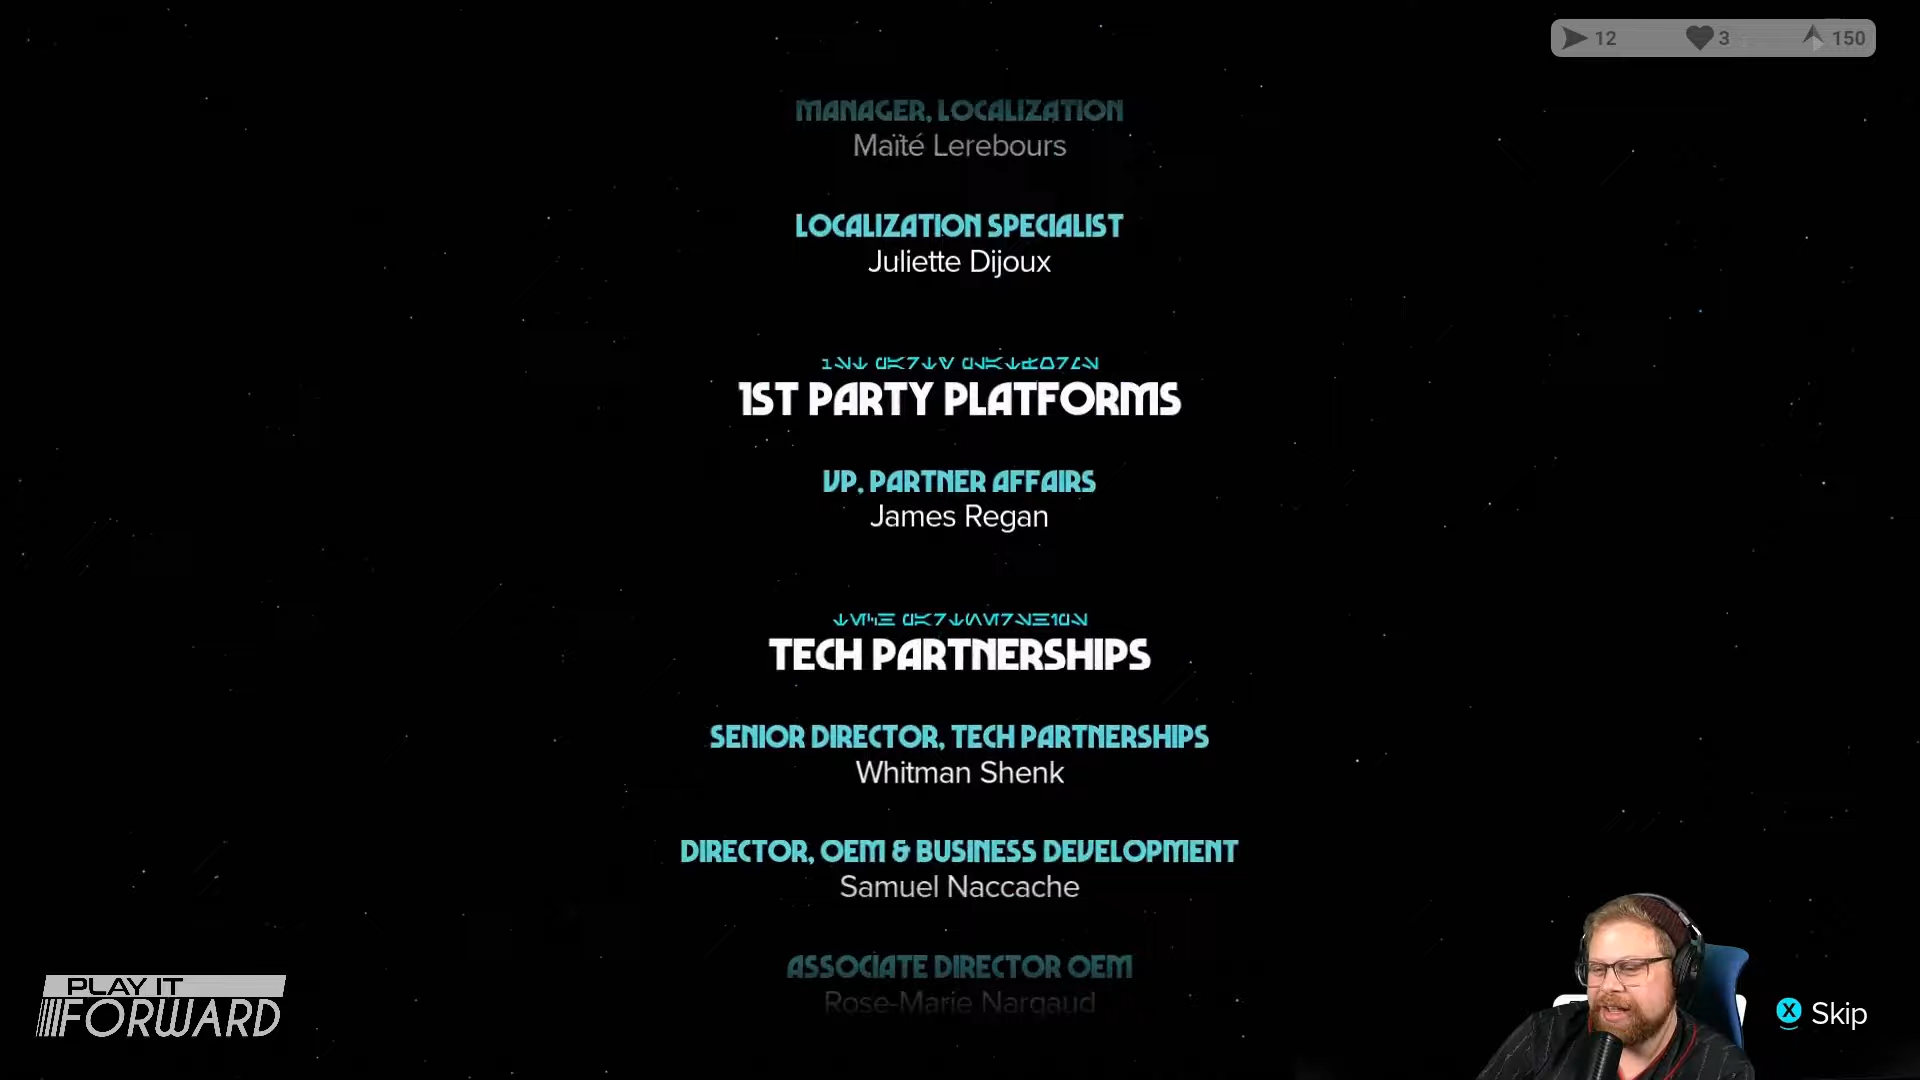 12 3 150
MANAGER, LOCALIZATION
Maïté Lerebours
LOCALIZATION SPECIALIST
Juliette Dijoux
1ST PARTY PLATFORMS
VP, PARTNER AFFAIRS
James Regan
TECH PARTNERSHIPS
SENIOR DIRECTOR, TECH PARTNERSHIPS
Whitman Shenk
DIRECTOR, OEM & BUSINESS DEVELOPMENT
Samuel Naccache
ASSOCIATE DIRECTOR OEM
Rose-Marie Nargaud
PLAY IT
FORWARD
X Skip